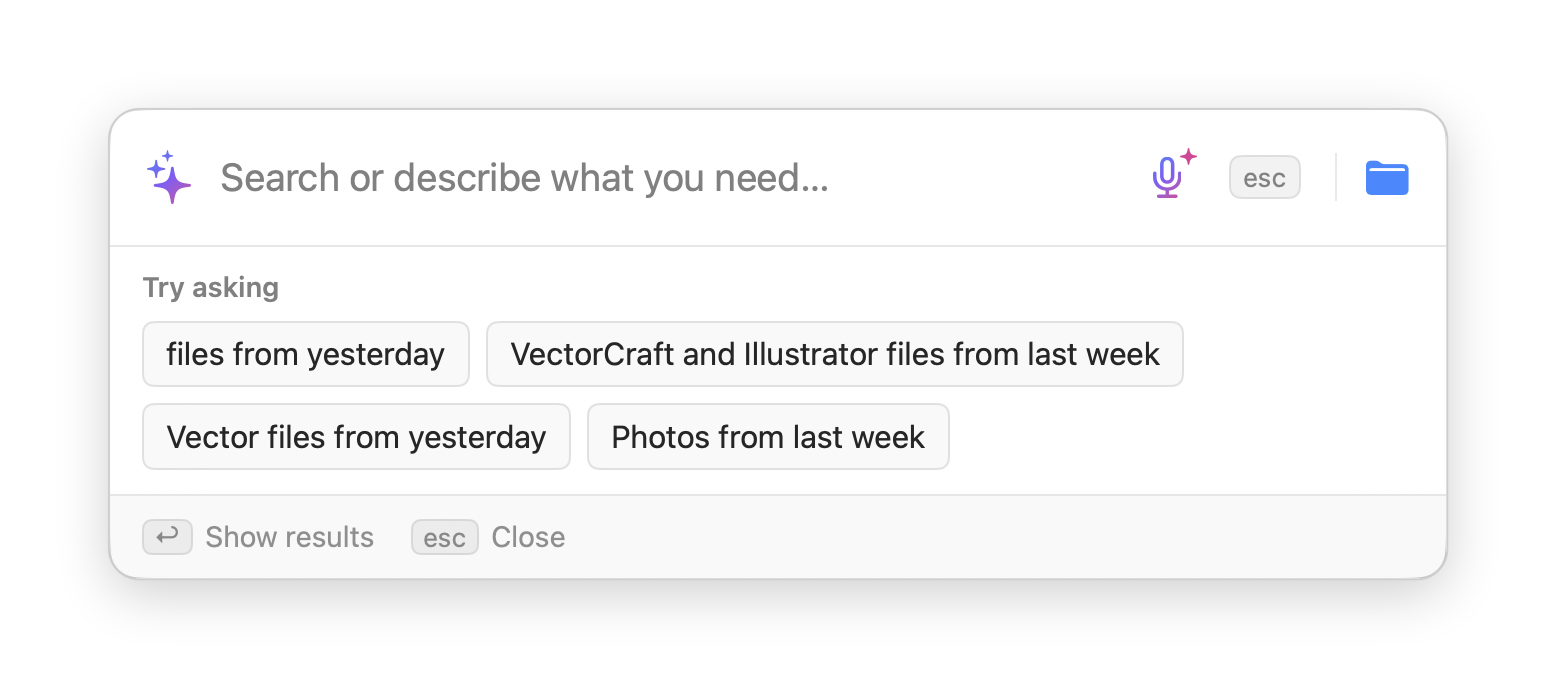 Search or describe what you need... esc
Try asking
files from yesterday VectorCraft and Illustrator files from last week
Vector files from yesterday Photos from last week
Show results esc Close